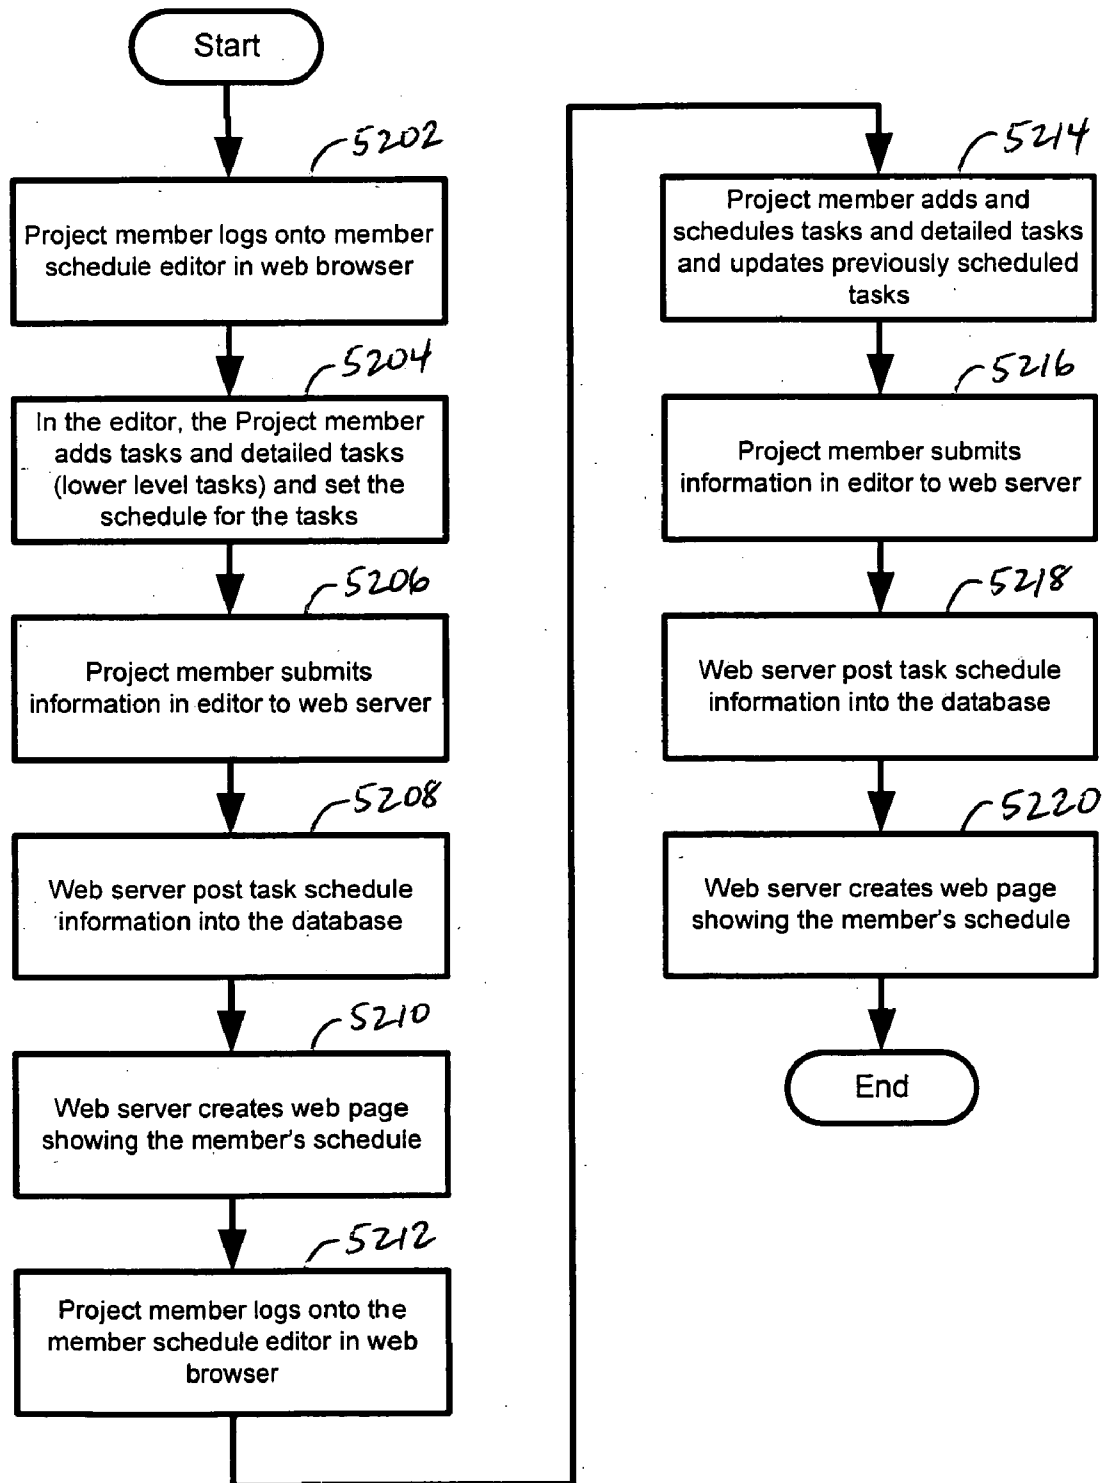 Start
5202
Project member logs onto member
schedule editor in web browser
5204
In the editor, the Project member
adds tasks and detailed tasks
(lower level tasks) and set the
schedule for the tasks
5206
Project member submits
information in editor to web server
5208
Web server post task schedule
information into the database
5210
Web server creates web page
showing the member's schedule
5212
Project member logs onto the
member schedule editor in web
browser
5214
Project member adds and
schedules tasks and detailed tasks
and updates previously scheduled
tasks
5216
Project member submits
information in editor to web server
5218
Web server post task schedule
information into the database
5220
Web server creates web page
showing the member's schedule
End